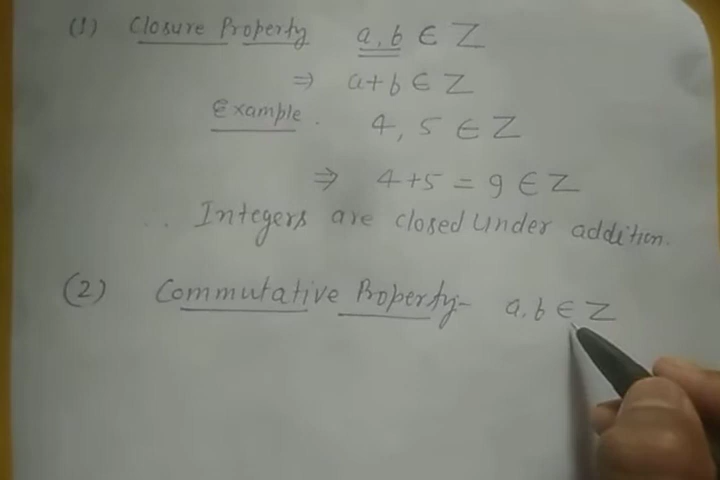 (1) Closure Property a, b ∈ Z
⇒ a+b ∈ Z
Example. 4, 5 ∈ Z
⇒ 4+5 = 9 ∈ Z
∴ Integers are closed under addition.
(2) Commutative Property- a, b ∈ Z